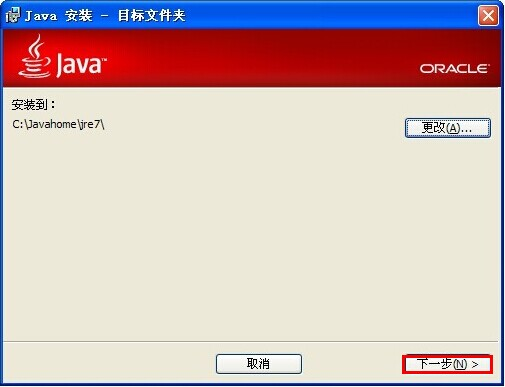 Java 安装 - 目标文件夹
Java™
ORACLE®
安装到：
C:\Javahome\jre7\
更改(A)...
取消
下一步(N) >